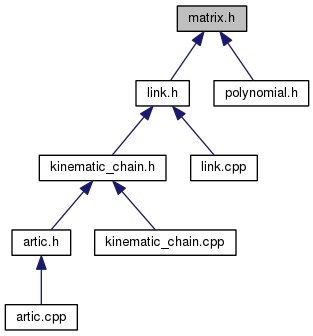 matrix.h
link.h
polynomial.h
kinematic_chain.h
link.cpp
artic.h
kinematic_chain.cpp
artic.cpp